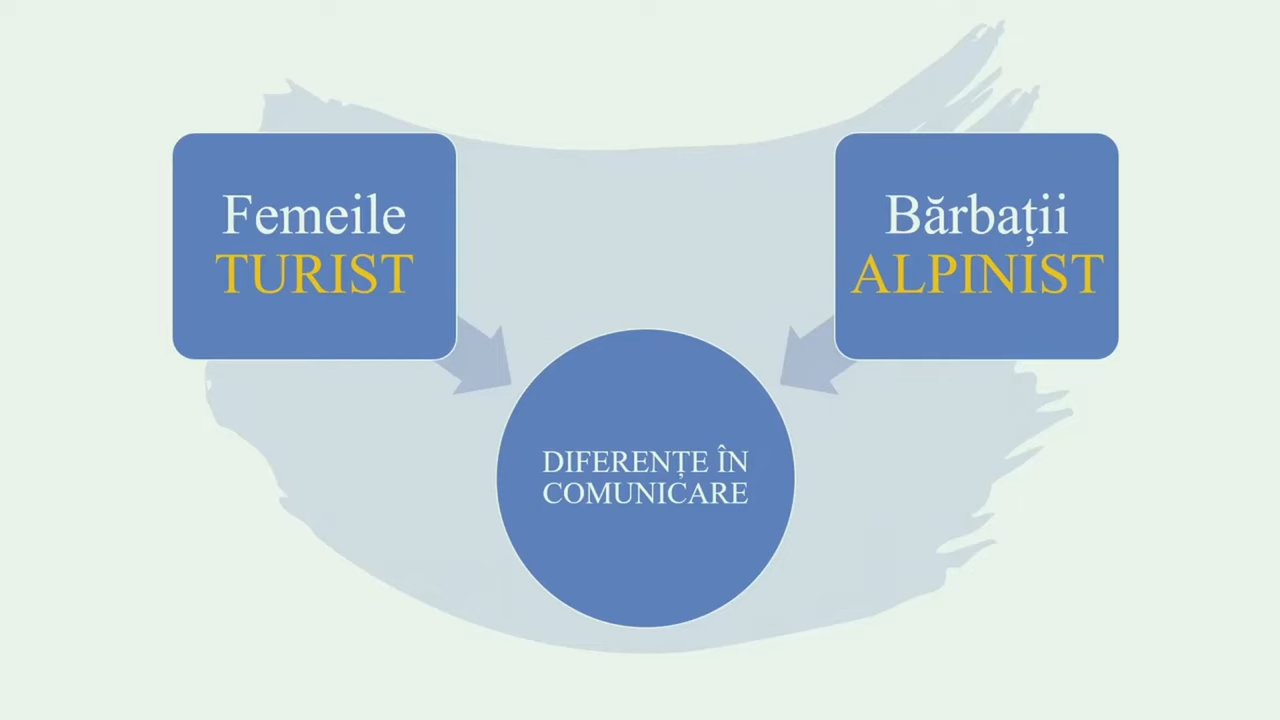 Femeile
TURIST
Bărbații
ALPINIST
DIFERENȚE ÎN
COMUNICARE